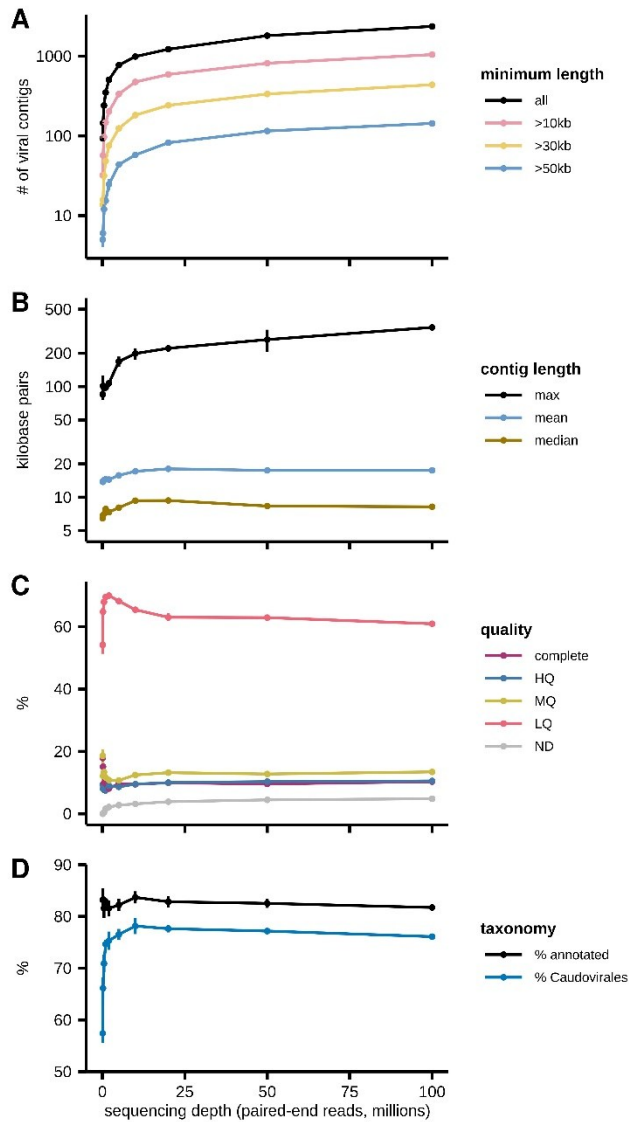 A
# of viral contigs
1000
100
10
minimum length
all
>10kb
>30kb
>50kb
B
kilobase pairs
500
200
100
50
20
10
5
contig length
max
mean
median
C
%
60
40
20
0
quality
complete
HQ
MQ
LQ
ND
D
%
90
80
70
60
50
taxonomy
% annotated
% Caudovirales
0 25 50 75 100
sequencing depth (paired-end reads, millions)